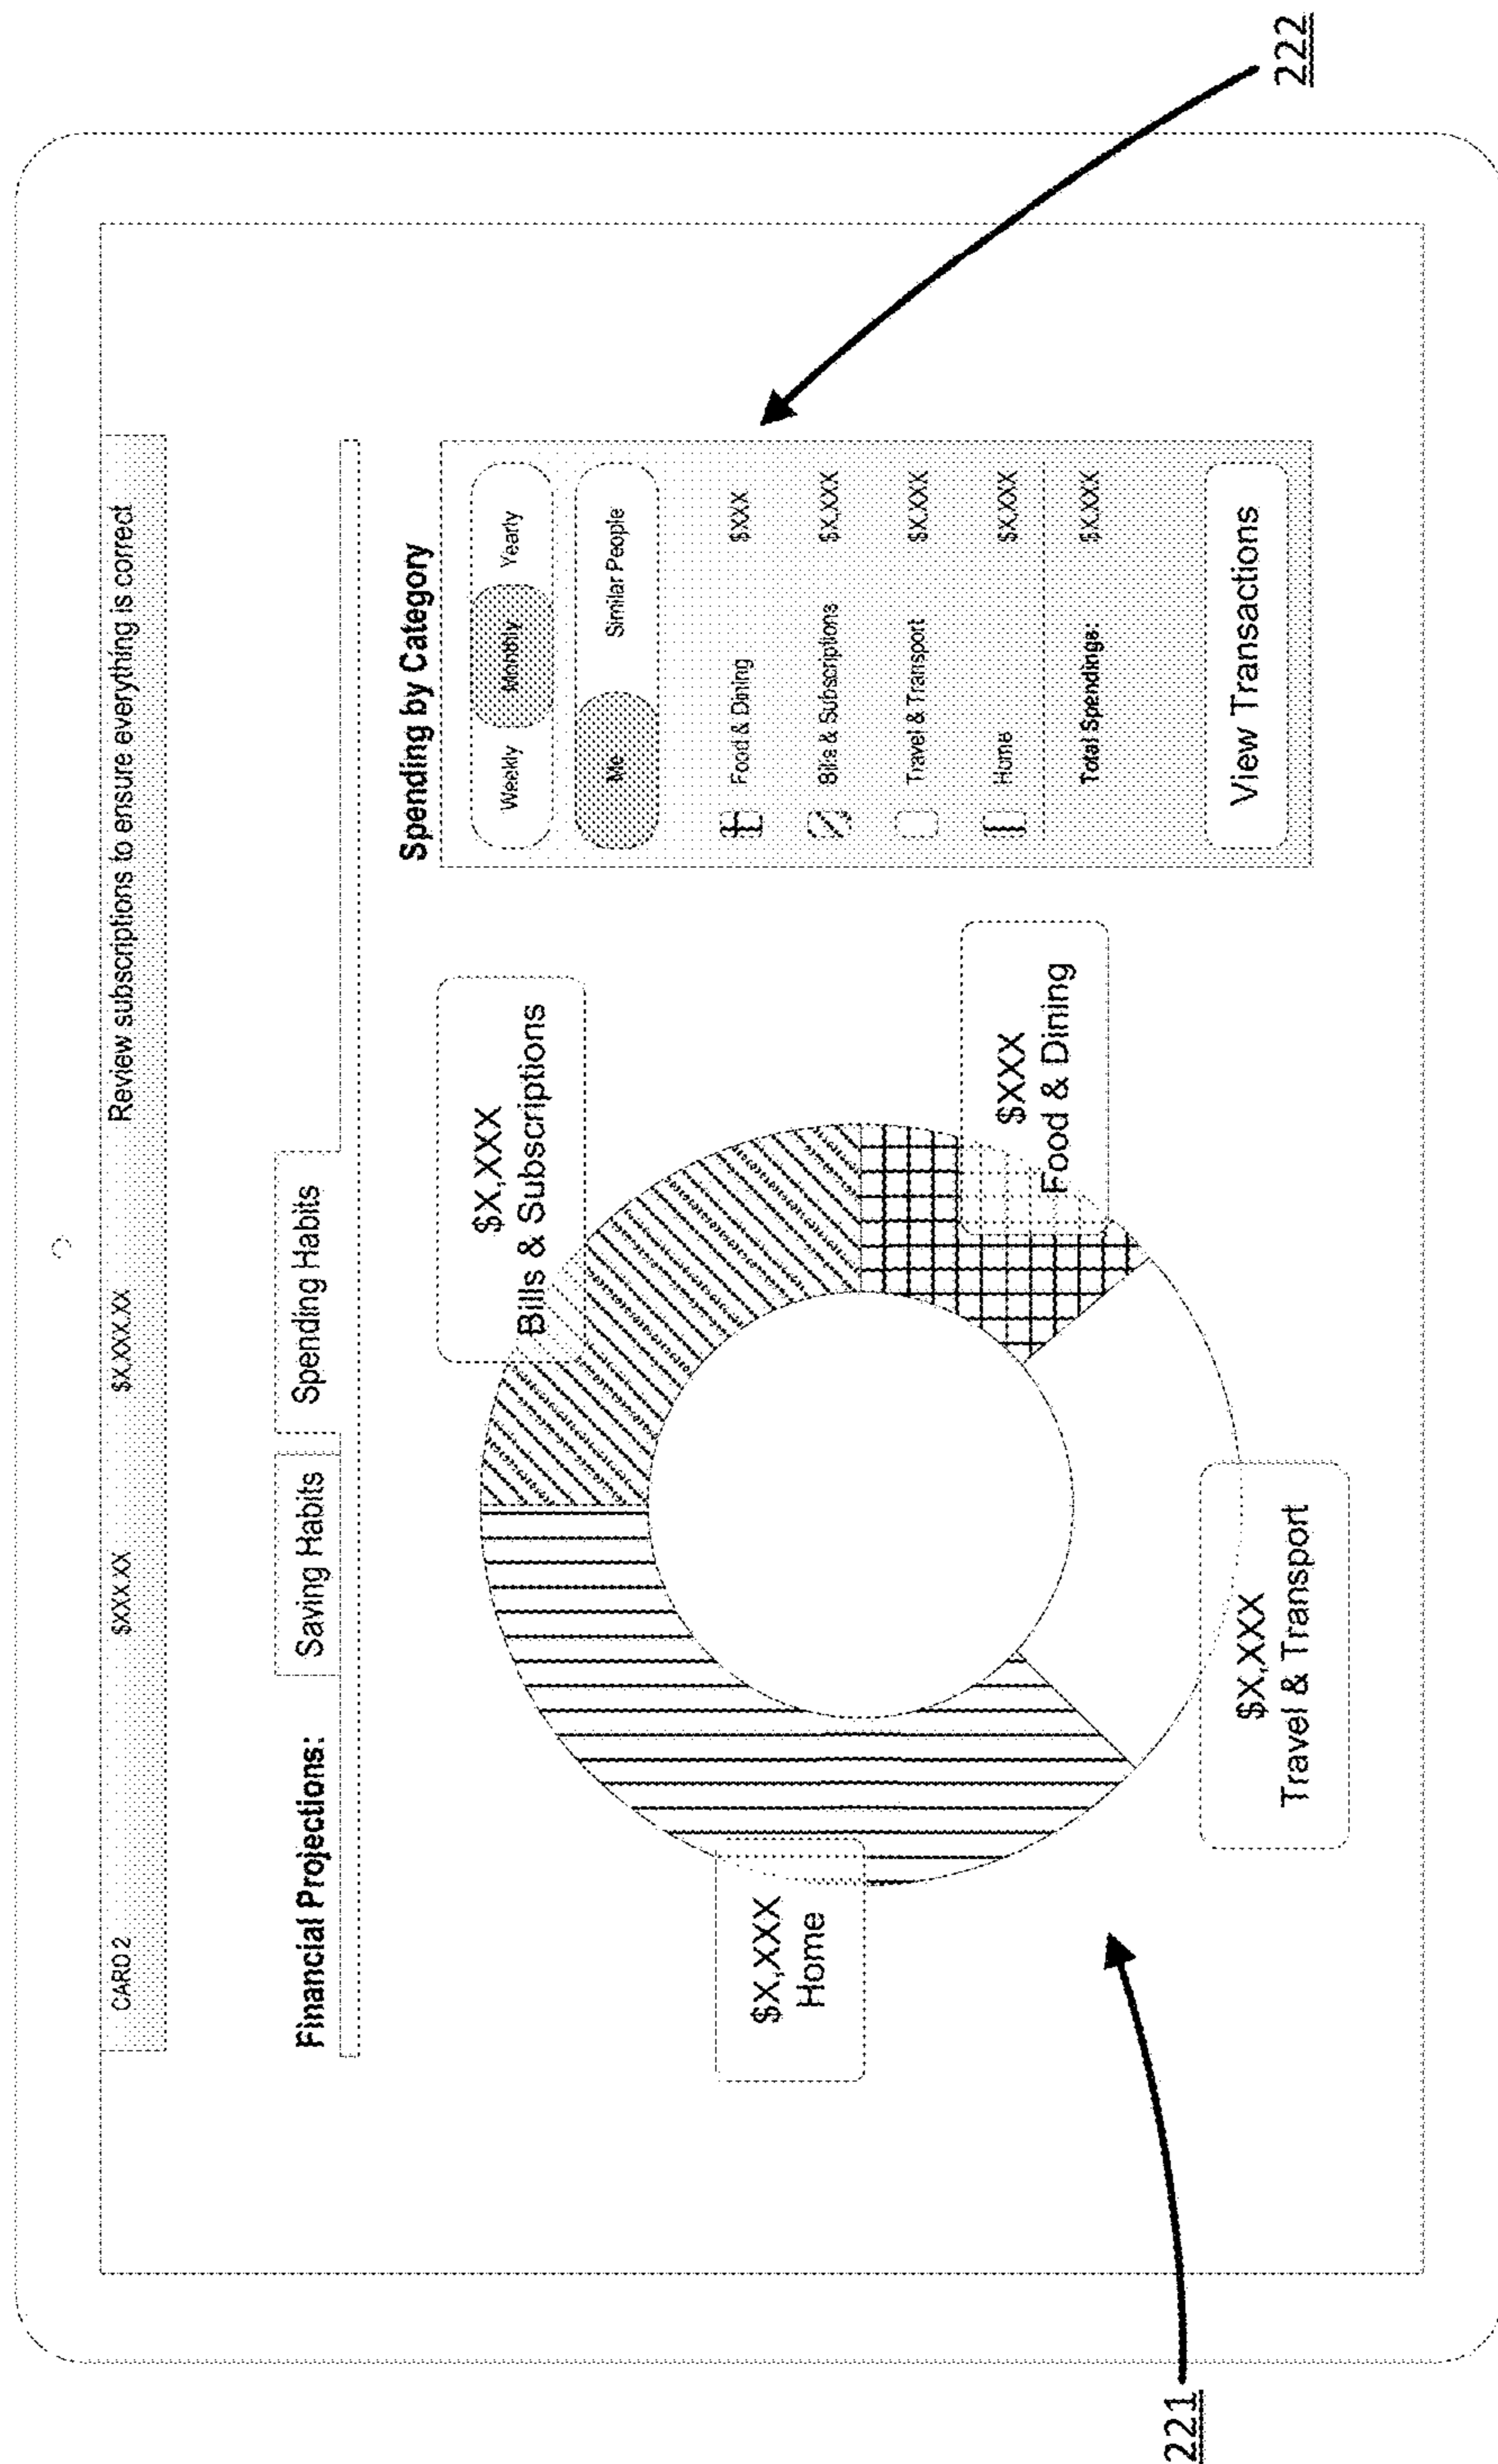 CARD 2 $XXX.XX $X,XXX.XX Review subscriptions to ensure everything is correct
Financial Projections: Saving Habits Spending Habits
Spending by Category
Weekly Monthly Yearly
Me Similar People
Food & Dining $XXX
Bills & Subscriptions $X,XXX
Travel & Transport $X,XXX
Home $X,XXX
Total Spendings: $X,XXX
View Transactions
$X,XXX
Bills & Subscriptions
$X,XXX
Home
$XXX
Food & Dining
$X,XXX
Travel & Transport
221
222